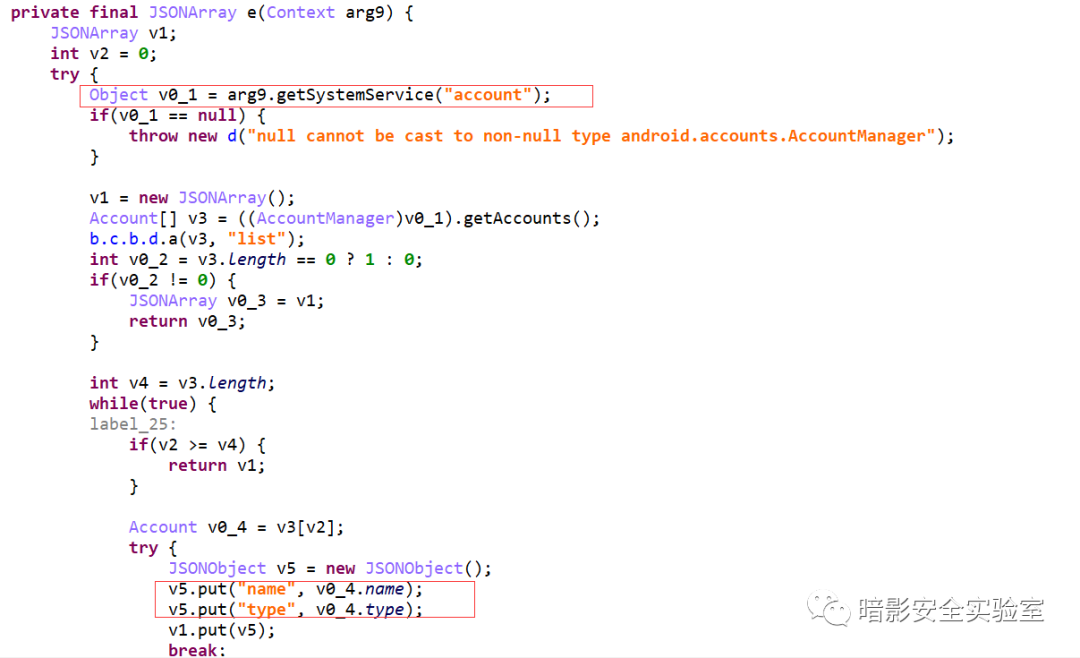 private final JSONArray e(Context arg9) {
JSONArray v1;
int v2 = 0;
try {
Object v0_1 = arg9.getSystemService("account");
if(v0_1 == null) {
throw new d("null cannot be cast to non-null type android.accounts.AccountManager");
}
v1 = new JSONArray();
Account[] v3 = ((AccountManager)v0_1).getAccounts();
b.c.b.d.a(v3, "list");
int v0_2 = v3.length == 0 ? 1 : 0;
if(v0_2 != 0) {
JSONArray v0_3 = v1;
return v0_3;
}
int v4 = v3.length;
while(true) {
label_25:
if(v2 >= v4) {
return v1;
}
Account v0_4 = v3[v2];
try {
JSONObject v5 = new JSONObject();
v5.put("name", v0_4.name);
v5.put("type", v0_4.type);
暗影安全实验室
v1.put(v5);
break;